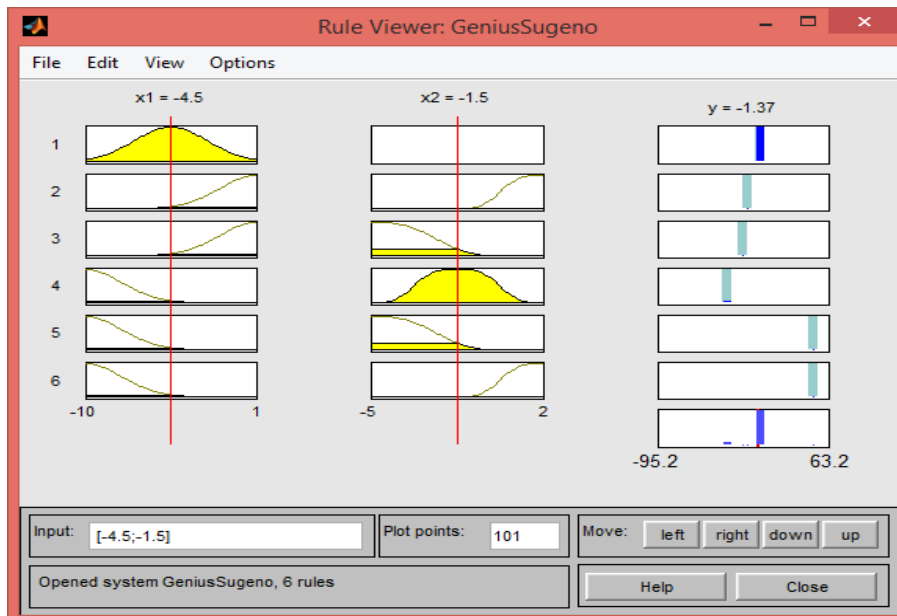 Rule Viewer: GeniusSugeno
File Edit View Options
x1 = -4.5 x2 = -1.5 y = -1.37
1
2
3
4
5
6
-10 1 -5 2
-95.2 63.2
Input: [-4.5;-1.5] Plot points: 101 Move: left right down up
Opened system GeniusSugeno, 6 rules Help Close